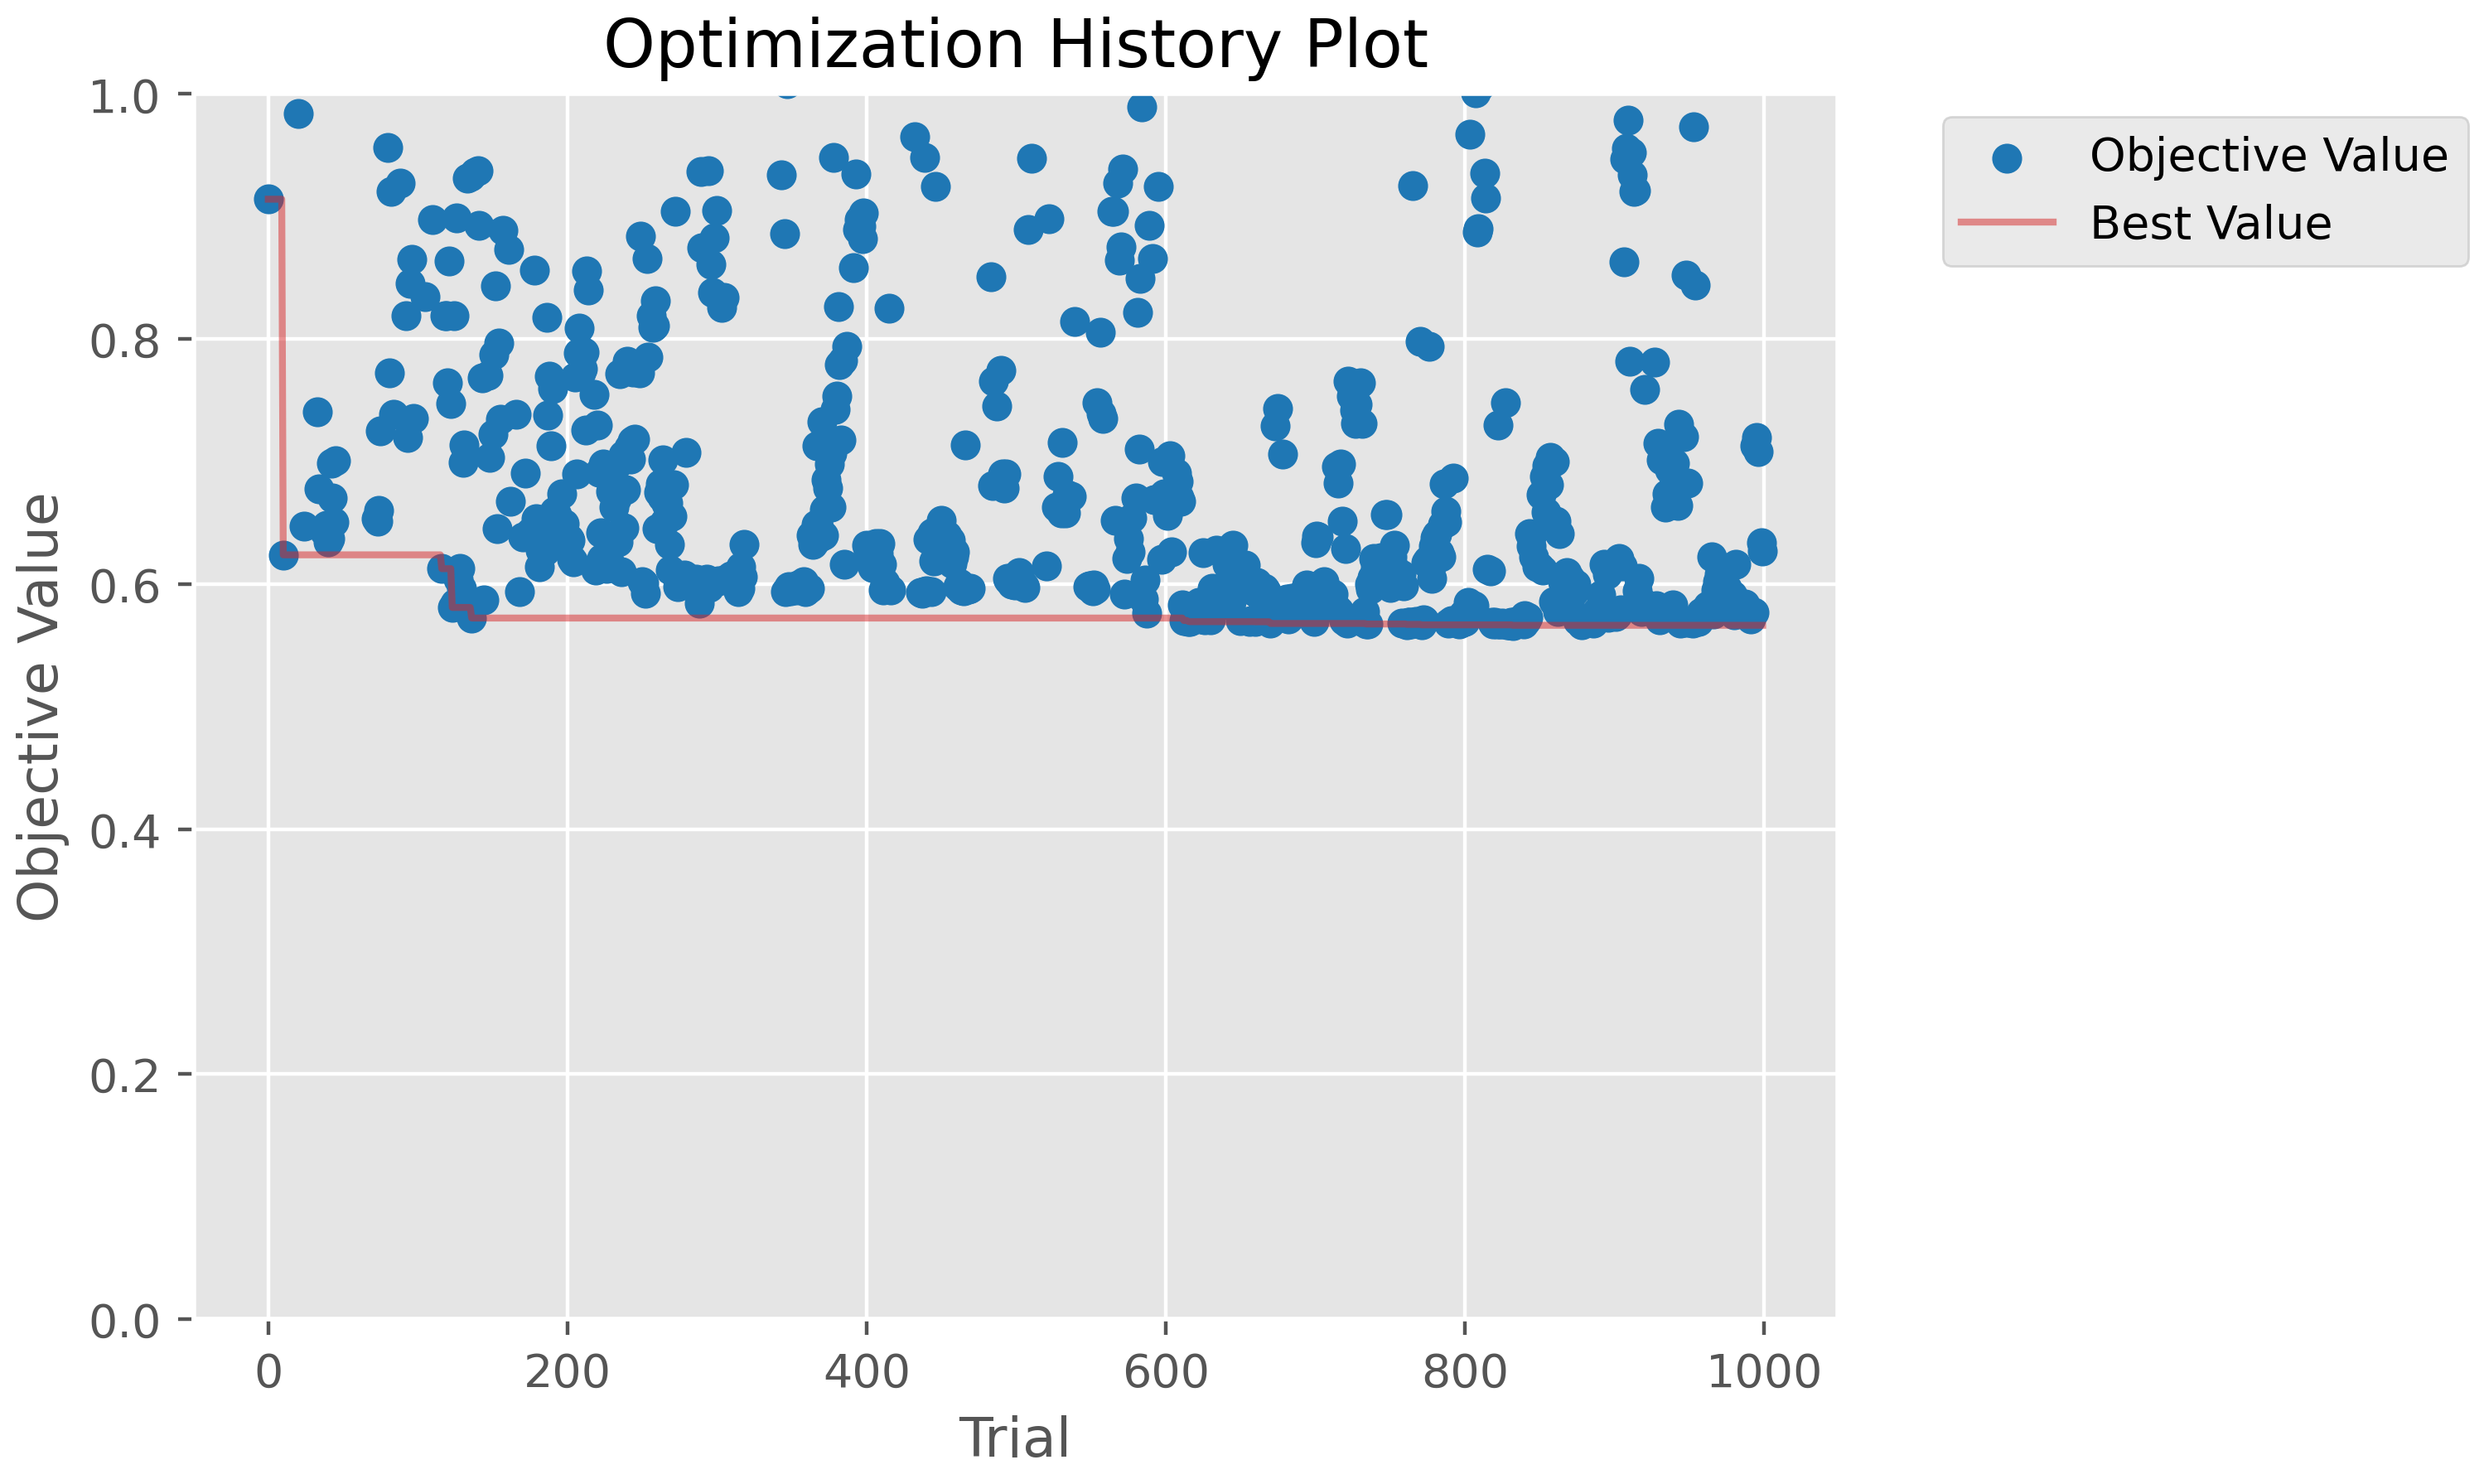 Optimization History Plot
1.0
0.8
0.6
0.4
0.2
0.0
Objective Value
0 200 400 600 800 1000
Trial
Objective Value
Best Value